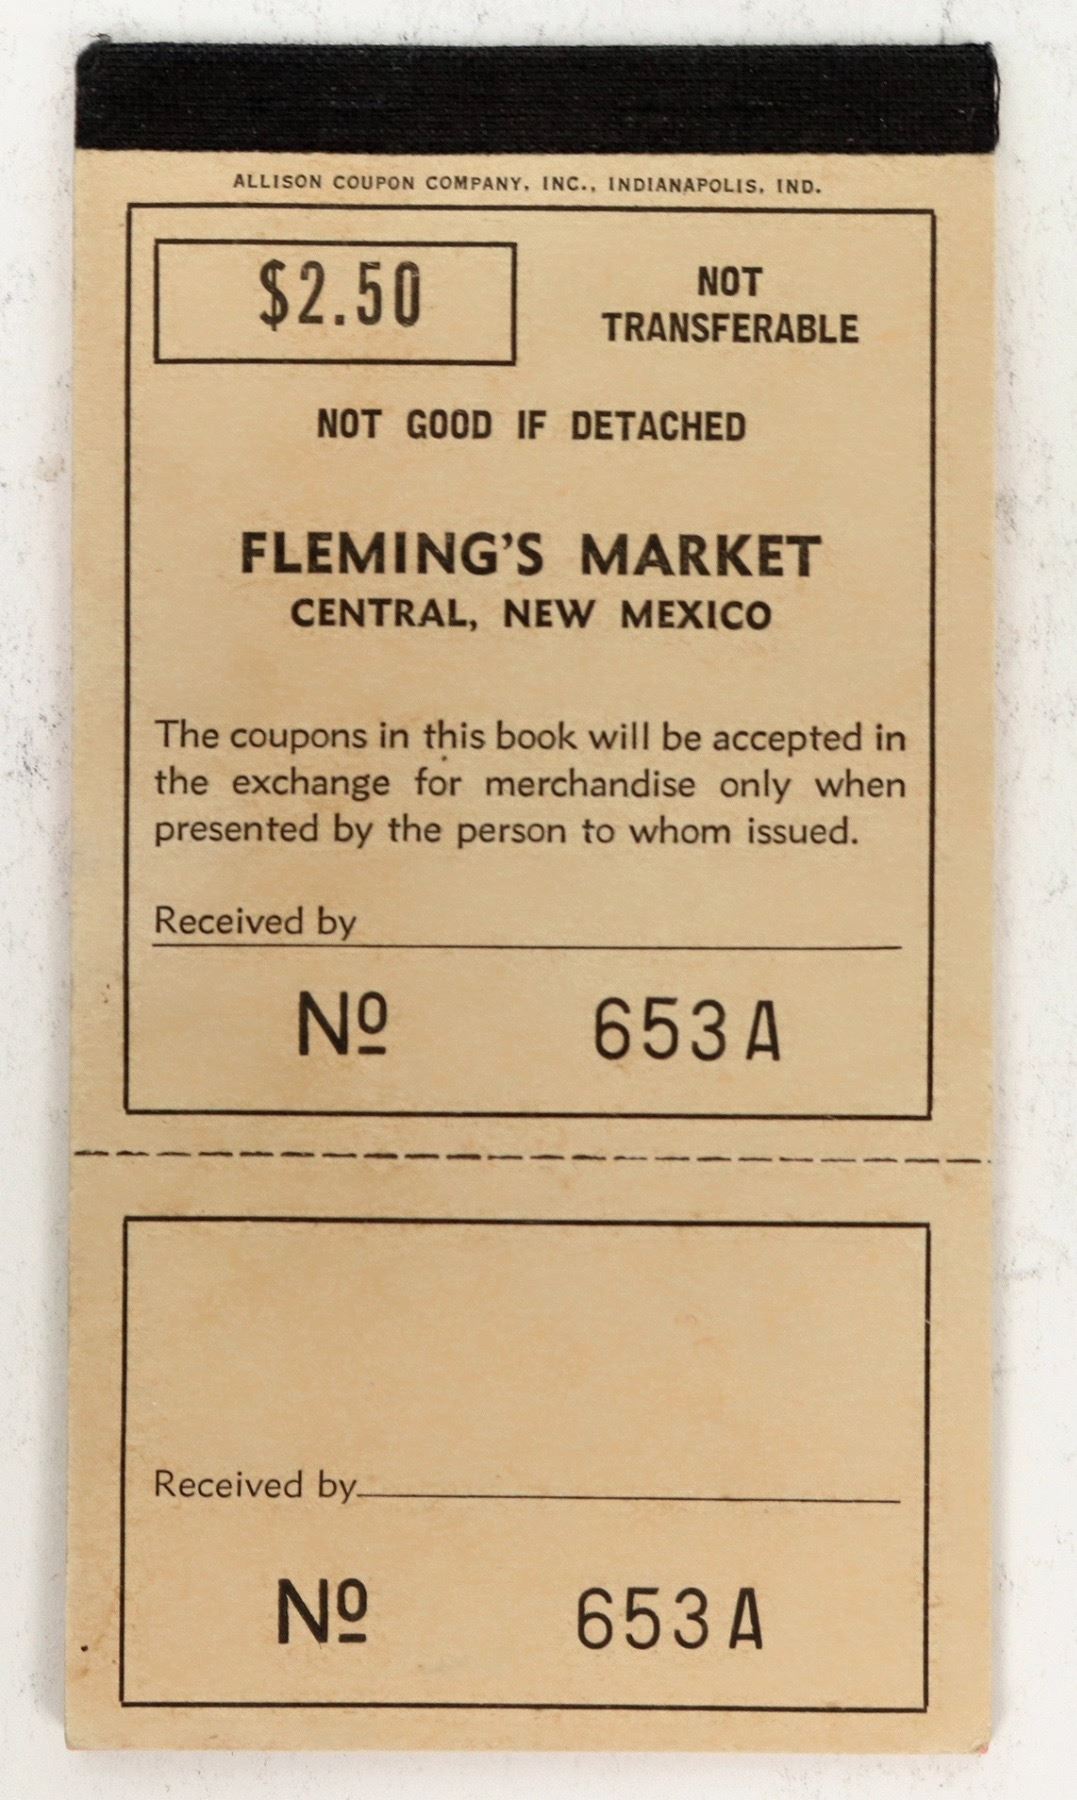 ALLISON COUPON COMPANY, INC., INDIANAPOLIS, IND.
$2.50
NOT
TRANSFERABLE
NOT GOOD IF DETACHED
FLEMING'S MARKET
CENTRAL, NEW MEXICO
The coupons in this book will be accepted in
the exchange for merchandise only when
presented by the person to whom issued.
Received by
Nº 653A
Received by
Nº 653A